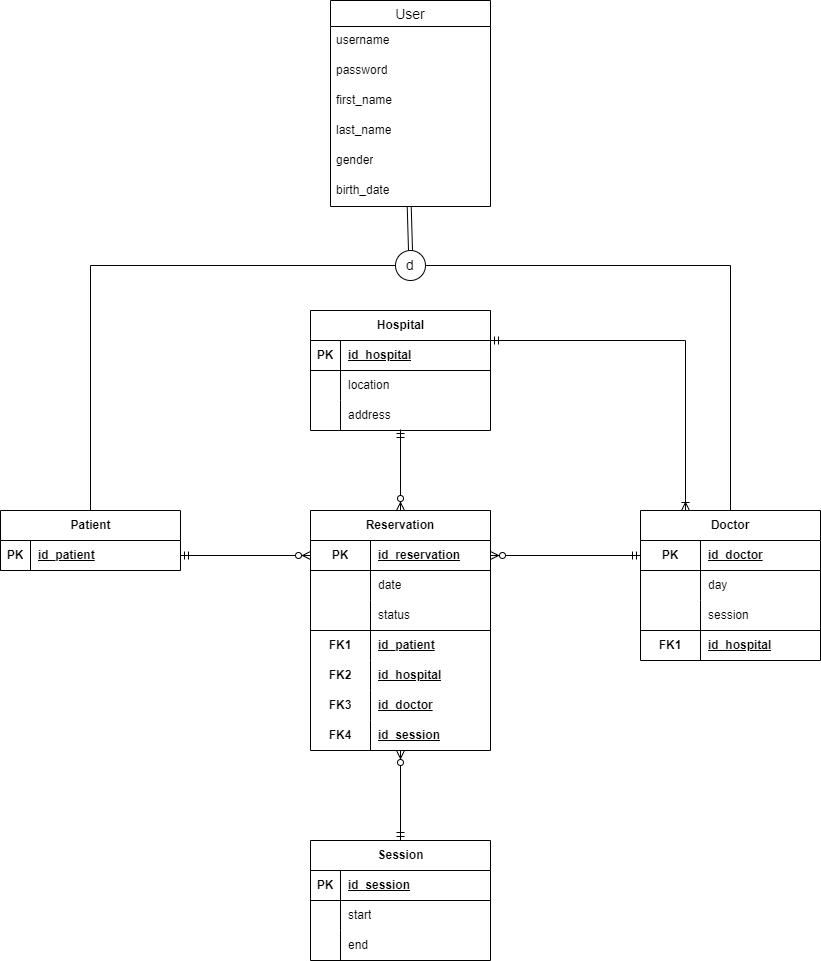 User
username
password
first_name
last_name
gender
birth_date
d
Hospital
PK id_hospital
location
address
Patient
PK id_patient
Reservation
PK id_reservation
date
status
FK1 id_patient
FK2 id_hospital
FK3 id_doctor
FK4 id_session
Doctor
PK id_doctor
day
session
FK1 id_hospital
Session
PK id_session
start
end